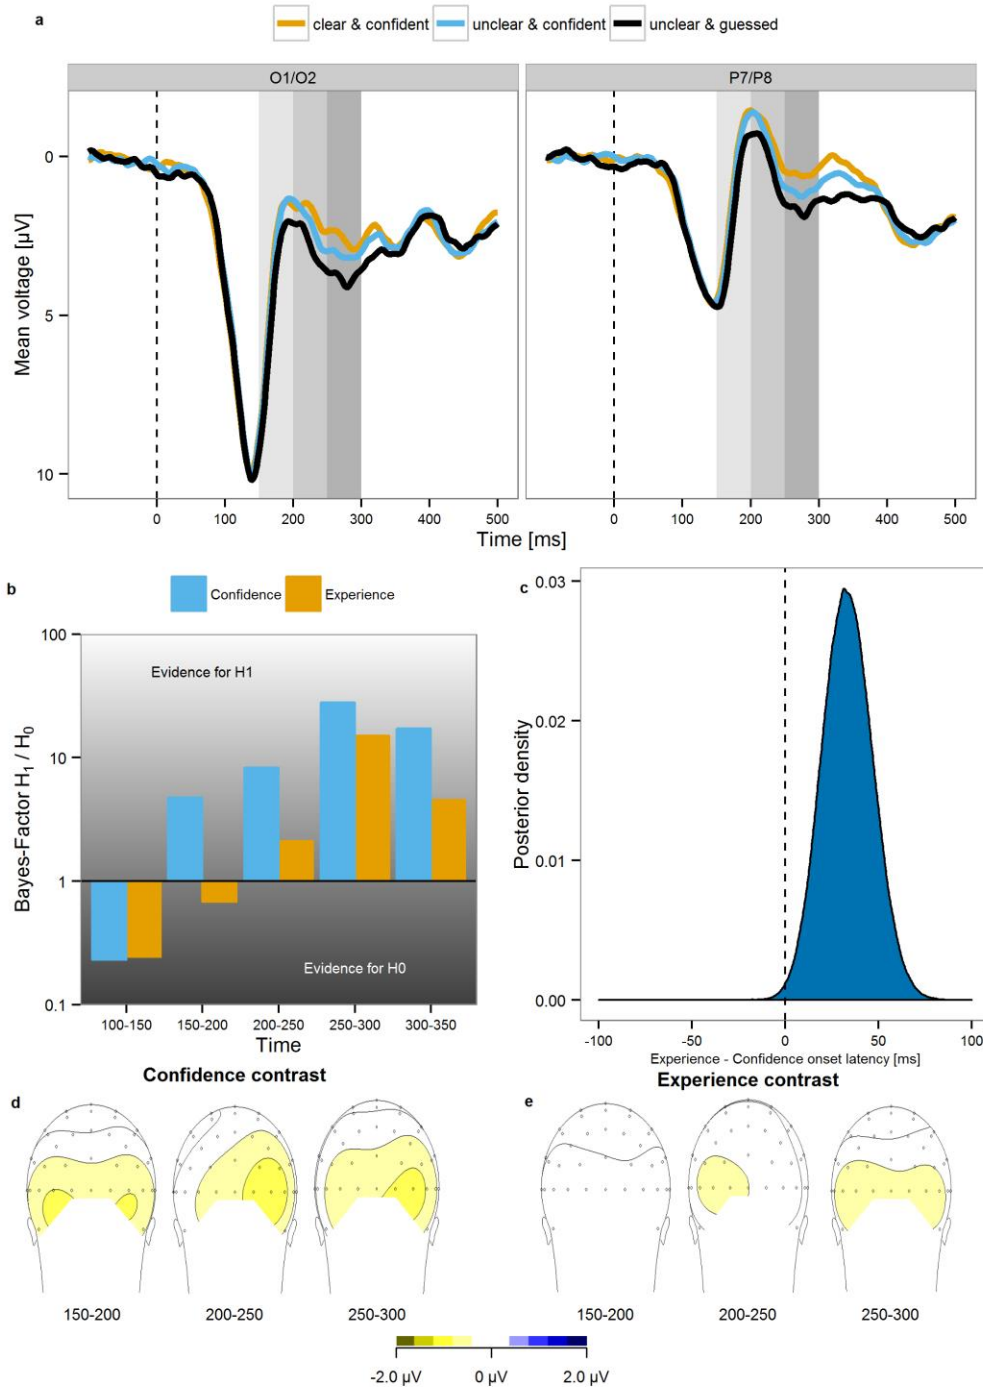 a
clear & confident unclear & confident unclear & guessed
O1/O2 P7/P8
Mean voltage [µV]
0
5
10
0 100 200 300 400 500 0 100 200 300 400 500
Time [ms]
b
Confidence Experience
Bayes-Factor H1 / H0
100
10
1
0.1
Evidence for H1
Evidence for H0
100-150 150-200 200-250 250-300 300-350
Time
c
Posterior density
0.03
0.02
0.01
0.00
-100 -50 0 50 100
Experience - Confidence onset latency [ms]
Confidence contrast
d
150-200 200-250 250-300
Experience contrast
e
150-200 200-250 250-300
-2.0 µV 0 µV 2.0 µV